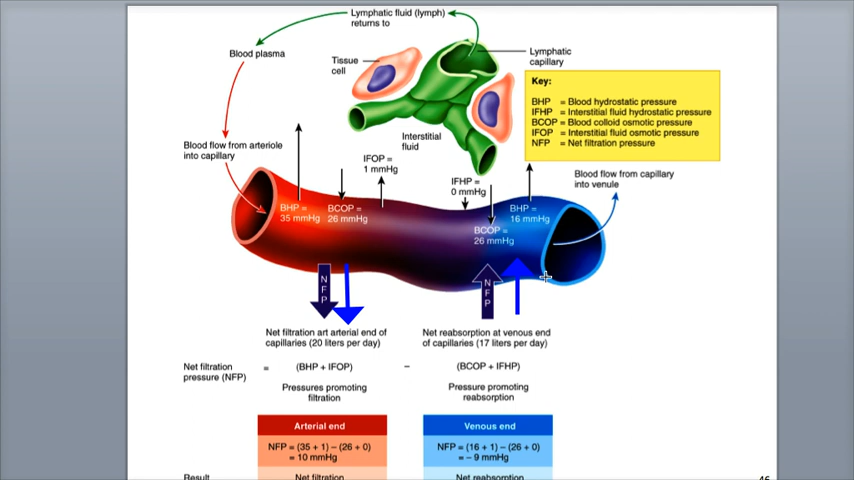 Lymphatic fluid (lymph)
returns to
Blood plasma
Tissue
cell
Lymphatic
capillary
Key:
BHP = Blood hydrostatic pressure
IFHP = Interstitial fluid hydrostatic pressure
BCOP = Blood colloid osmotic pressure
IFOP = Interstitial fluid osmotic pressure
NFP = Net filtration pressure
Blood flow from arteriole
into capillary
Interstitial
fluid
IFOP =
1 mmHg
IFHP =
0 mmHg
Blood flow from capillary
into venule
BHP =
35 mmHg
BCOP =
26 mmHg
BHP =
16 mmHg
BCOP =
26 mmHg
NFP
NFP
Net filtration art arterial end of
capillaries (20 liters per day)
Net reabsorption at venous end
of capillaries (17 liters per day)
Net filtration
pressure (NFP)
= (BHP + IFOP) – (BCOP + IFHP)
Pressures promoting
filtration
Pressure promoting
reabsorption
Arterial end
NFP = (35 + 1) – (26 + 0)
= 10 mmHg
Venous end
NFP = (16 + 1) – (26 + 0)
= – 9 mmHg
Result
Net filtration
Net reabsorption
46